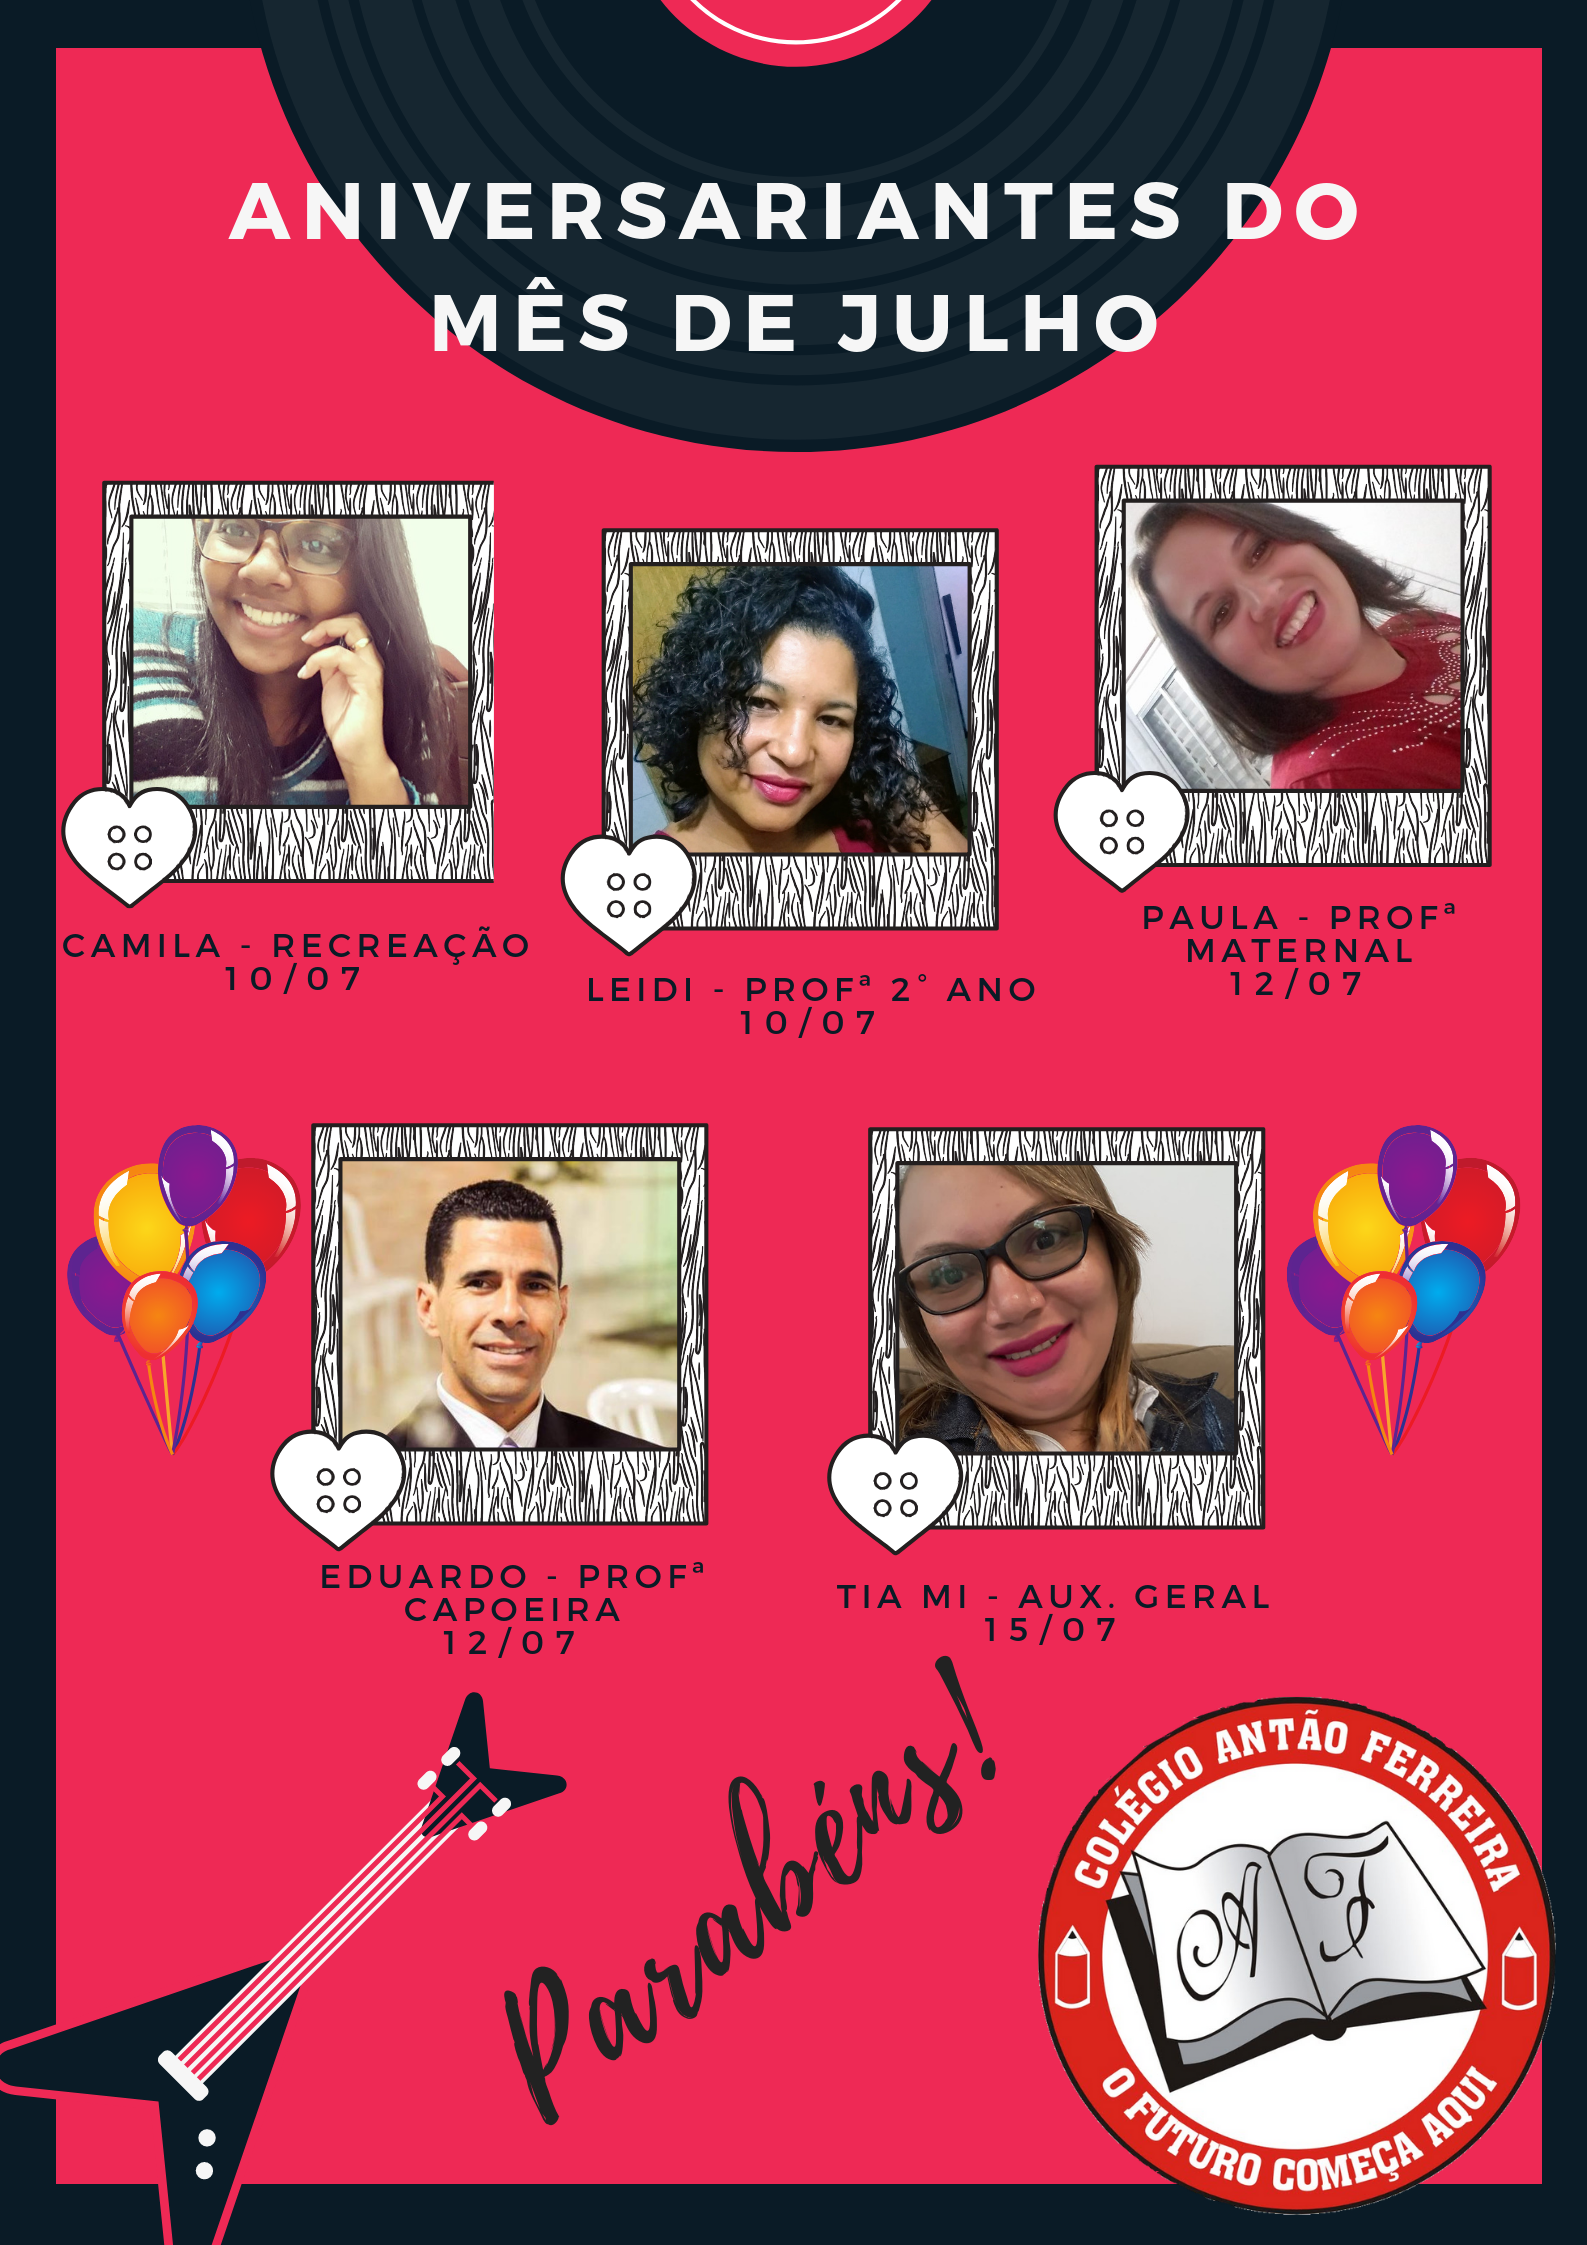 ANIVERSARIANTES DO
MÊS DE JULHO
CAMILA - RECREAÇÃO
10/07
LEIDI - PROFª 2° ANO
10/07
PAULA - PROFª
MATERNAL
12/07
EDUARDO - PROFª
CAPOEIRA
12/07
TIA MI - AUX. GERAL
15/07
Parabéns!
COLÉGIO ANTÃO FERREIRA
A F
O FUTURO COMEÇA AQUI